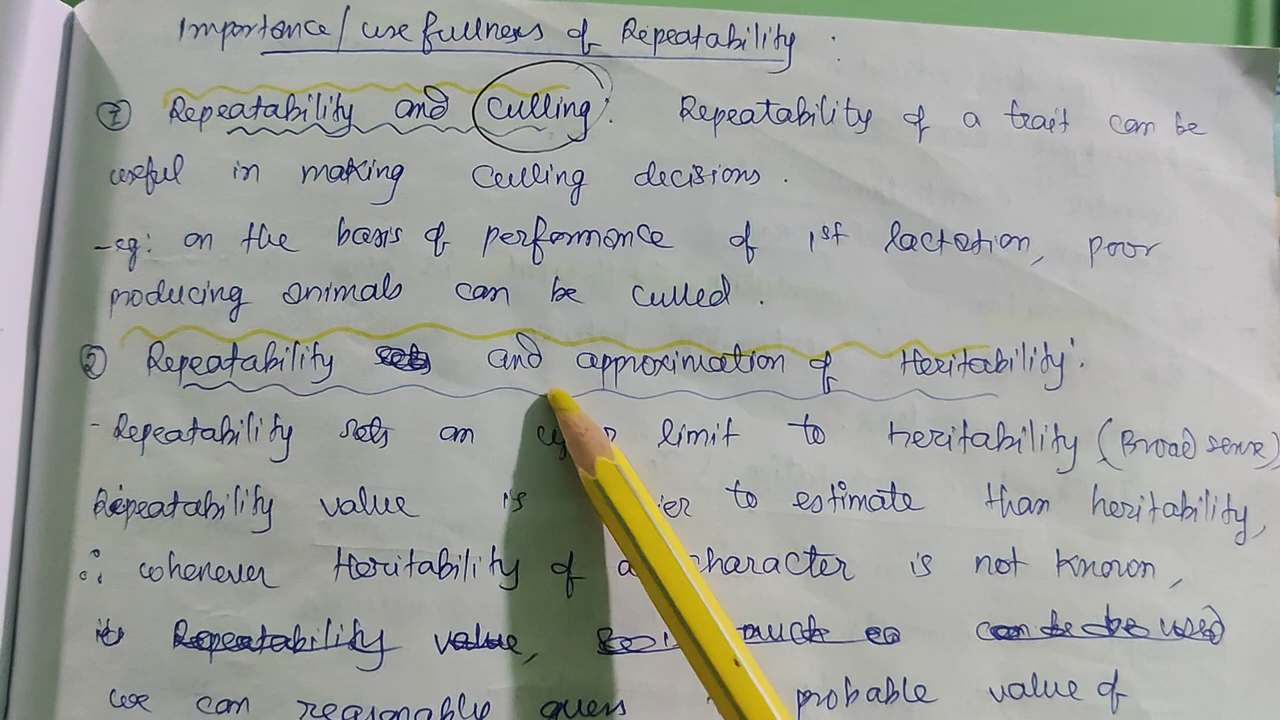 Importance/usefullness of Repeatability :
① Repeatability and Culling: Repeatability of a trait can be
useful in making culling decisions.
-eg: on the basis of performance of 1st lactation, poor
producing animals can be culled.
② Repeatability and approximation of Heritability:
- Repeatability sets an limit to heritability (Broad sense)
Repeatability value is to estimate than heritability,
∴ whenever Heritability of a character is not known,
we can reasonably guess probable value of